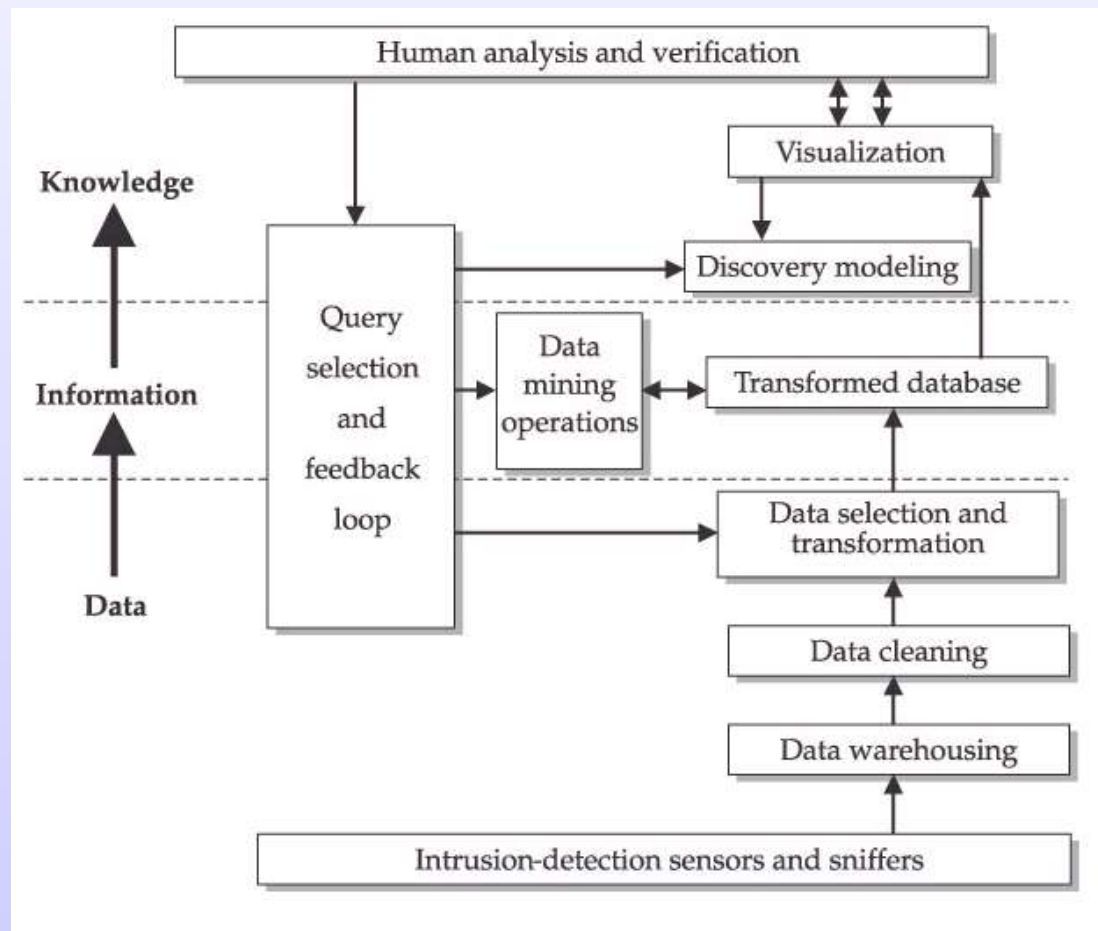 Human analysis and verification
Visualization
Knowledge
Discovery modeling
Query
selection
and
feedback
loop
Data
mining
operations
Transformed database
Information
Data selection and
transformation
Data
Data cleaning
Data warehousing
Intrusion-detection sensors and sniffers